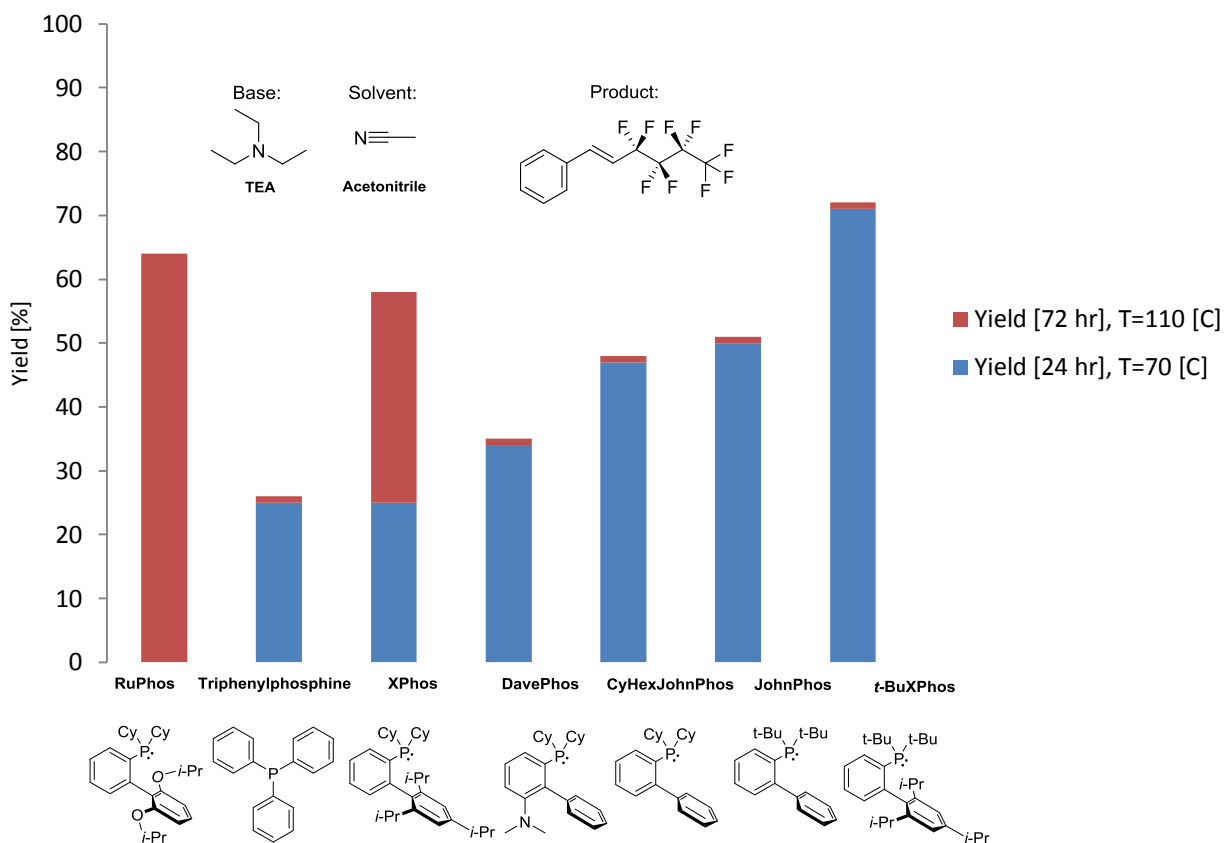 100
90
80
70
60
50
40
30
20
10
0
Yield [%]
Base: Solvent: Product:
N
TEA
N
Acetonitrile
F F F F F
F F F F
Yield [72 hr], T=110 [C]
Yield [24 hr], T=70 [C]
RuPhos Triphenylphosphine XPhos DavePhos CyHexJohnPhos JohnPhos t-BuXPhos
Cy Cy
P:
O i-Pr
O
i-Pr
P
Cy Cy
P:
i-Pr
i-Pr
i-Pr
Cy Cy
P:
N
Cy Cy
P:
t-Bu t-Bu
P:
t-Bu t-Bu
P:
i-Pr
i-Pr
i-Pr